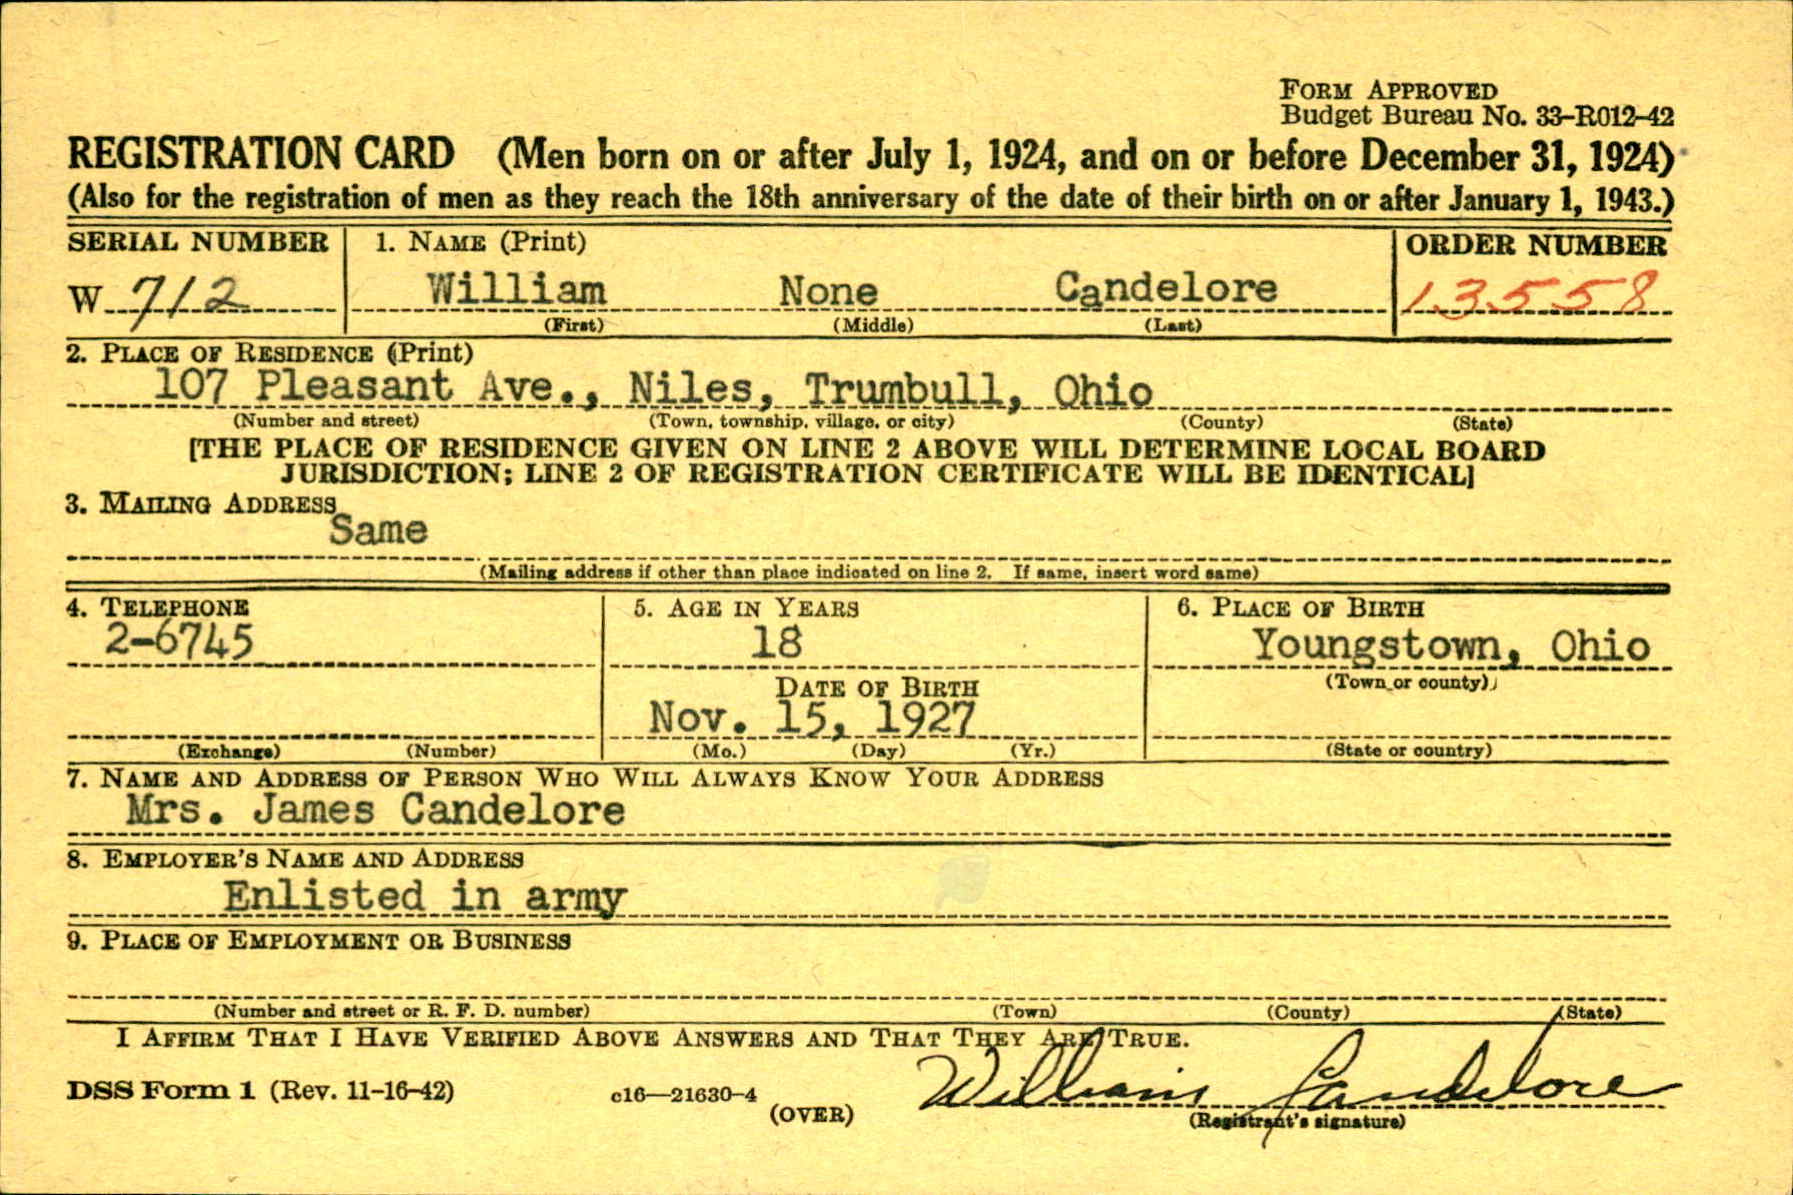 FORM APPROVED
Budget Bureau No. 33-R012-42
REGISTRATION CARD (Men born on or after July 1, 1924, and on or before December 31, 1924)
(Also for the registration of men as they reach the 18th anniversary of the date of their birth on or after January 1, 1943.)
SERIAL NUMBER 1. NAME (Print) ORDER NUMBER
W 712 William None Candelore 13558
(First) (Middle) (Last)
2. PLACE OF RESIDENCE (Print)
107 Pleasant Ave., Niles, Trumbull, Ohio
(Number and street) (Town, township, village, or city) (County) (State)
[THE PLACE OF RESIDENCE GIVEN ON LINE 2 ABOVE WILL DETERMINE LOCAL BOARD
JURISDICTION; LINE 2 OF REGISTRATION CERTIFICATE WILL BE IDENTICAL]
3. MAILING ADDRESS
Same
(Mailing address if other than place indicated on line 2. If same, insert word same)
4. TELEPHONE 5. AGE IN YEARS 6. PLACE OF BIRTH
2-6745 18 Youngstown, Ohio
DATE OF BIRTH (Town or county)
Nov. 15, 1927
(Exchange) (Number) (Mo.) (Day) (Yr.) (State or country)
7. NAME AND ADDRESS OF PERSON WHO WILL ALWAYS KNOW YOUR ADDRESS
Mrs. James Candelore
8. EMPLOYER'S NAME AND ADDRESS
Enlisted in army
9. PLACE OF EMPLOYMENT OR BUSINESS
(Number and street or R. F. D. number) (Town) (County) (State)
I AFFIRM THAT I HAVE VERIFIED ABOVE ANSWERS AND THAT THEY ARE TRUE.
DSS Form 1 (Rev. 11-16-42) c16—21630-4 William Candelore
(OVER) (Registrant's signature)